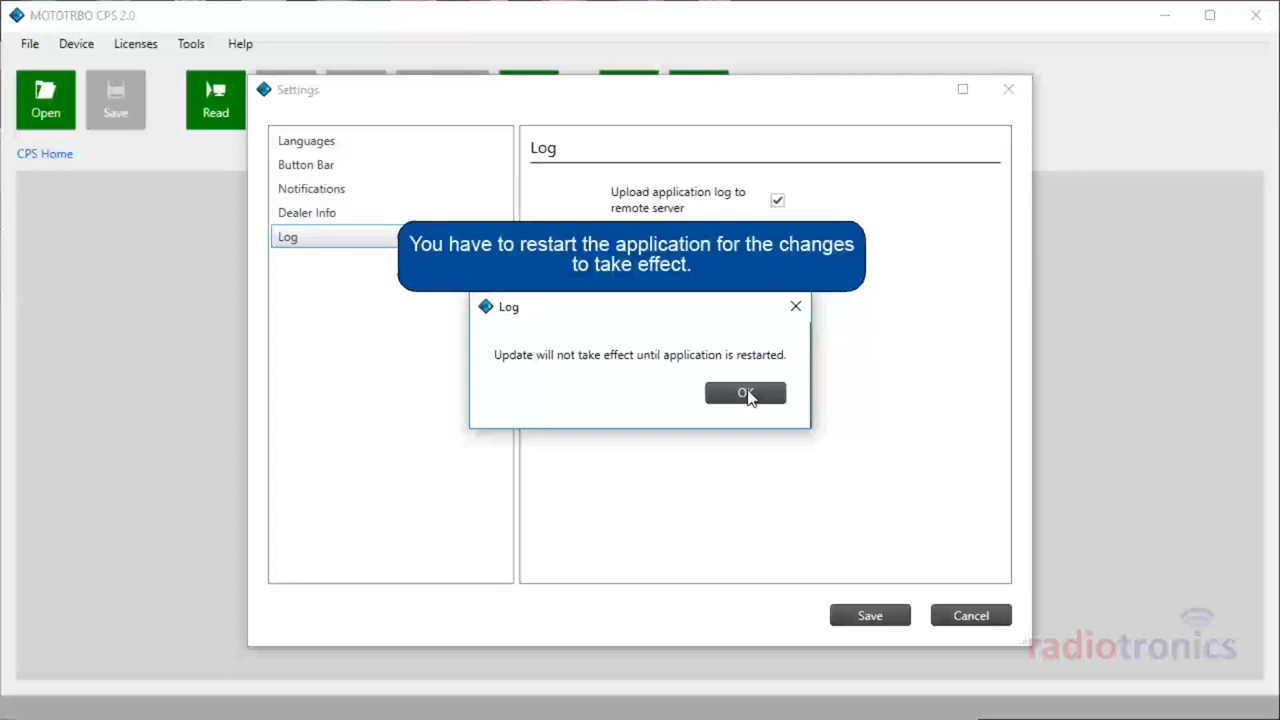 MOTOTRBO CPS 2.0
File Device Licenses Tools Help
Open
Save
Read
CPS Home
Settings
Languages
Button Bar
Notifications
Dealer Info
Log
Log
Upload application log to
remote server
You have to restart the application for the changes
to take effect.
Log
Update will not take effect until application is restarted.
OK
Save
Cancel
radiotronics